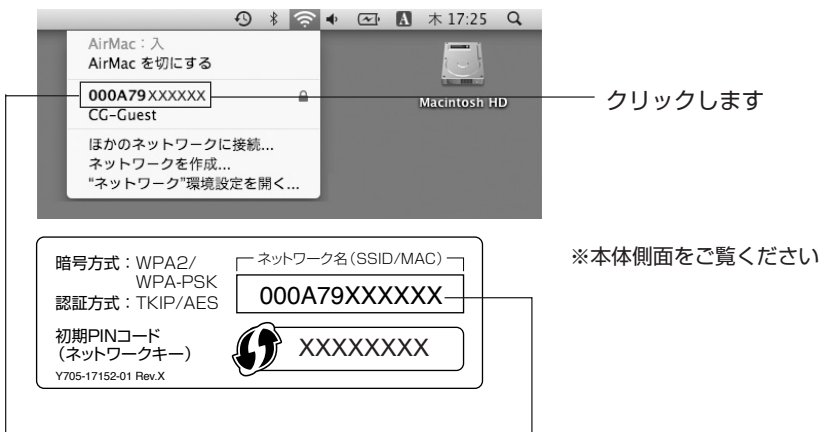 木 17:25
AirMac：入
AirMac を切にする
000A79XXXXXX
CG-Guest
ほかのネットワークに接続...
ネットワークを作成...
“ネットワーク”環境設定を開く...
Macintosh HD
クリックします
※本体側面をご覧ください
暗号方式：WPA2/
WPA-PSK
認証方式：TKIP/AES
ネットワーク名（SSID/MAC）
000A79XXXXXX
初期PINコード
（ネットワークキー）
XXXXXXXX
Y705-17152-01 Rev.X